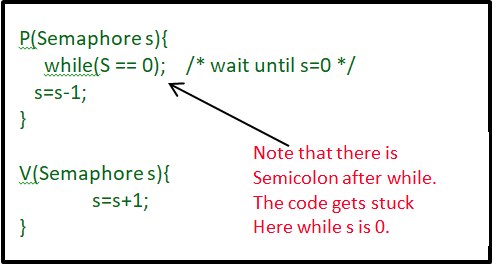 P(Semaphore s){
while(S == 0);   /* wait until s=0 */
s=s-1;
}
Note that there is
Semicolon after while.
The code gets stuck
Here while s is 0.
V(Semaphore s){
s=s+1;
}